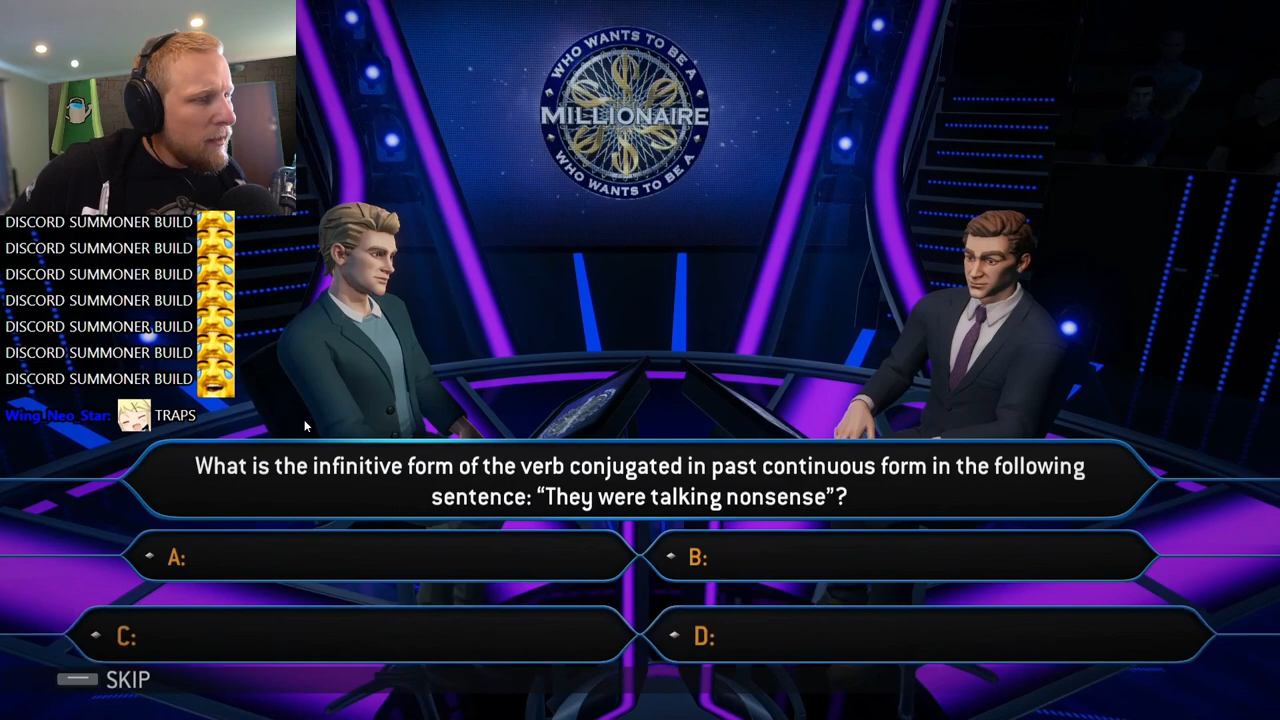 WHO WANTS TO BE A
MILLIONAIRE
WHO WANTS TO BE A
DISCORD SUMMONER BUILD
DISCORD SUMMONER BUILD
DISCORD SUMMONER BUILD
DISCORD SUMMONER BUILD
DISCORD SUMMONER BUILD
DISCORD SUMMONER BUILD
DISCORD SUMMONER BUILD
Wing_Neo_Star: TRAPS
What is the infinitive form of the verb conjugated in past continuous form in the following
sentence: “They were talking nonsense”?
A:
B:
C:
D:
SKIP